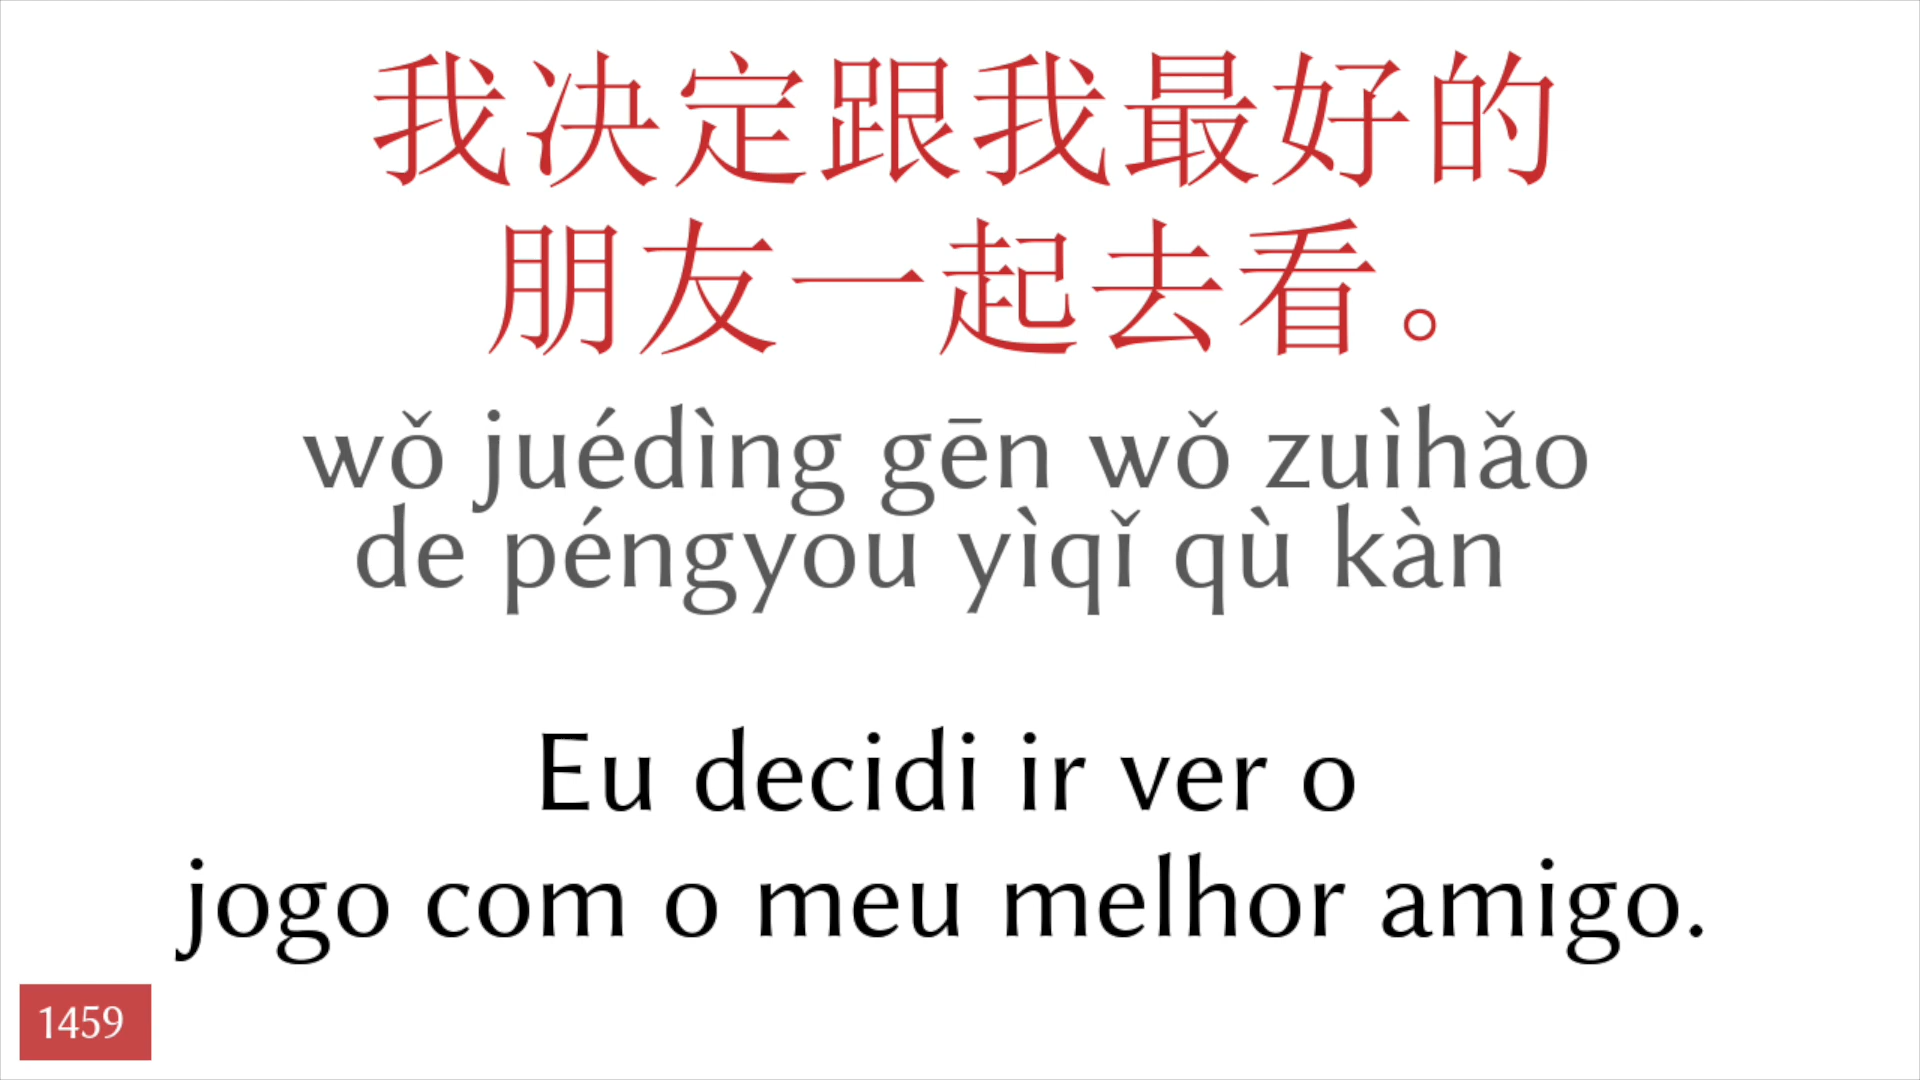 我决定跟我最好的
朋友一起去看。
wǒ juédìng gēn wǒ zuìhǎo
de péngyou yìqǐ qù kàn
Eu decidi ir ver o
jogo com o meu melhor amigo.
1459